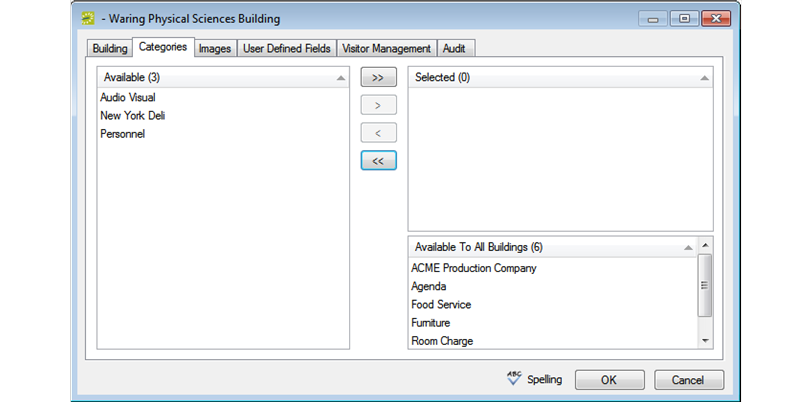 - Waring Physical Sciences Building
Building Categories Images User Defined Fields Visitor Management Audit
Available (3)
Audio Visual
New York Deli
Personnel
>>
>
<
<<
Selected (0)
Available To All Buildings (6)
ACME Production Company
Agenda
Food Service
Furniture
Room Charge
ABC Spelling OK Cancel